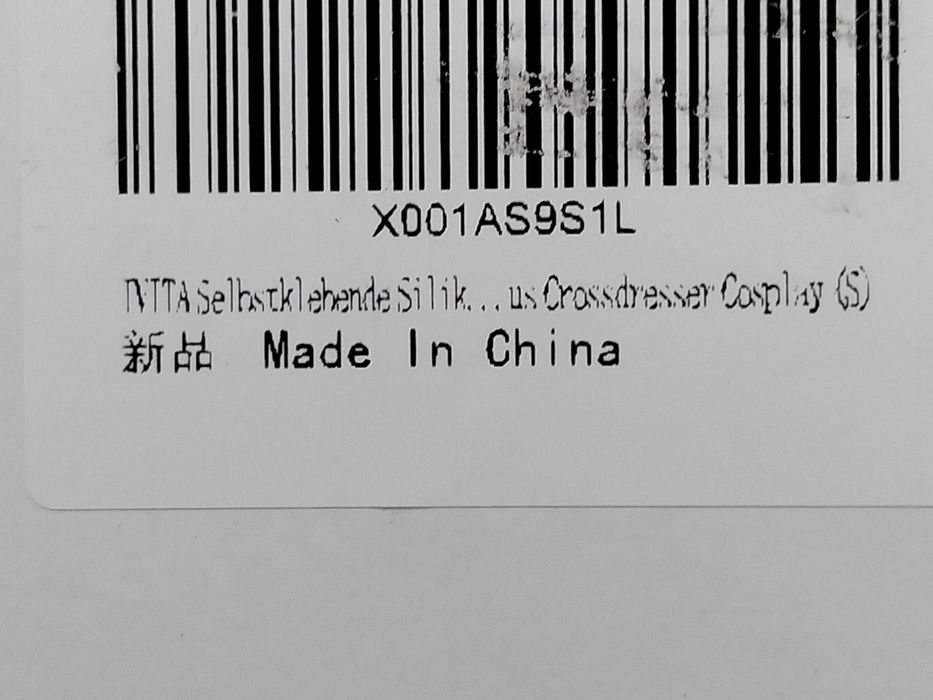 X001AS9S1L
IVITA Selbstklebende Silik...us Crossdresser Cosplay (S)
新品 Made In China